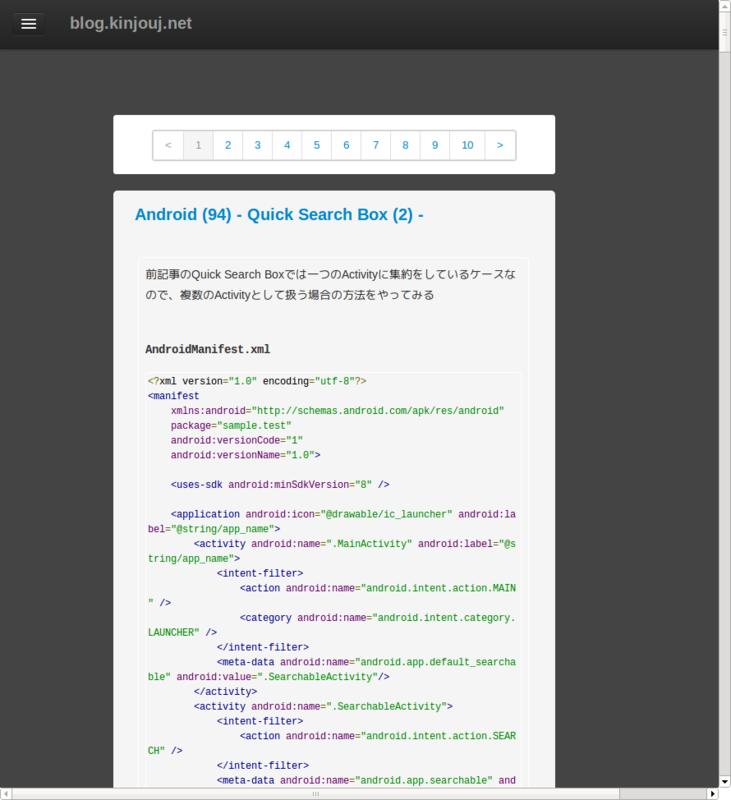 blog.kinjouj.net
< 1 2 3 4 5 6 7 8 9 10 >
Android (94) - Quick Search Box (2) -
前記事のQuick Search Boxでは一つのActivityに集約をしているケースな
ので、複数のActivityとして扱う場合の方法をやってみる
AndroidManifest.xml
<?xml version="1.0" encoding="utf-8"?>
<manifest
    xmlns:android="http://schemas.android.com/apk/res/android"
    package="sample.test"
    android:versionCode="1"
    android:versionName="1.0">
    <uses-sdk android:minSdkVersion="8" />
    <application android:icon="@drawable/ic_launcher" android:la
bel="@string/app_name">
        <activity android:name=".MainActivity" android:label="@s
tring/app_name">
            <intent-filter>
                <action android:name="android.intent.action.MAIN
" />
                <category android:name="android.intent.category.
LAUNCHER" />
            </intent-filter>
            <meta-data android:name="android.app.default_searcha
ble" android:value=".SearchableActivity"/>
        </activity>
        <activity android:name=".SearchableActivity">
            <intent-filter>
                <action android:name="android.intent.action.SEAR
CH" />
            </intent-filter>
            <meta-data android:name="android.app.searchable" and